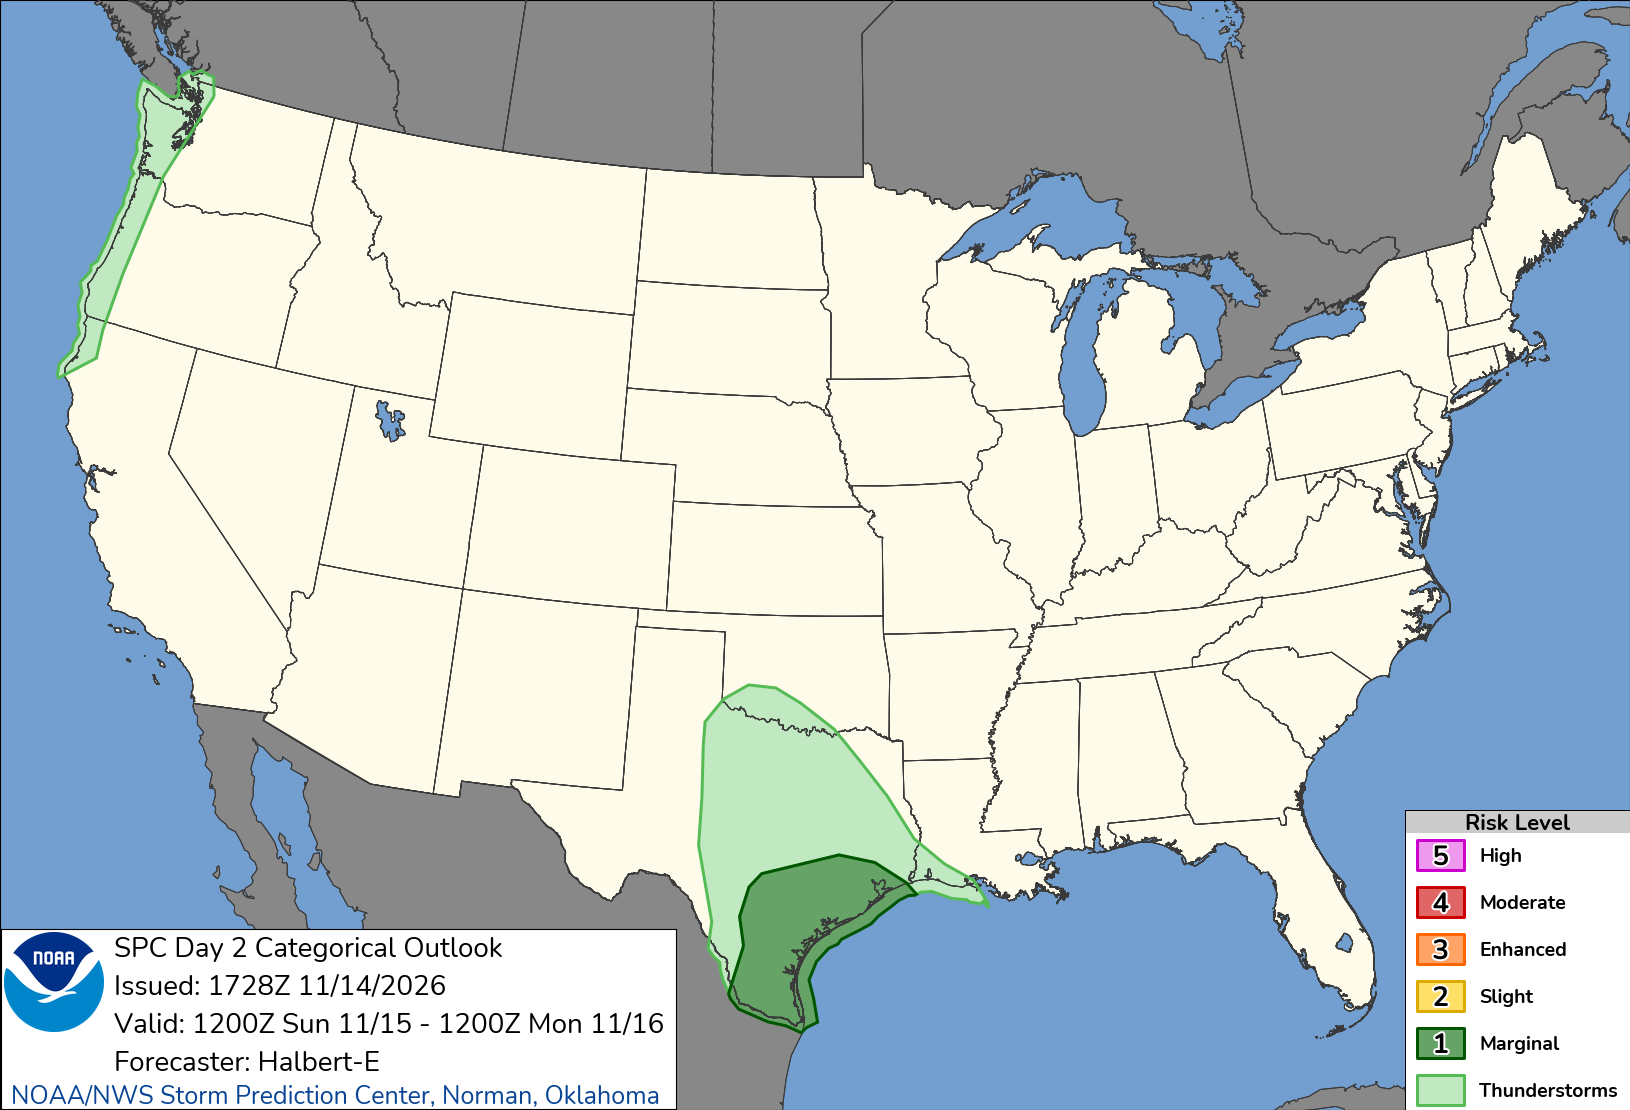 NOAA
SPC Day 2 Categorical Outlook
Issued: 1728Z 11/14/2026
Valid: 1200Z Sun 11/15 - 1200Z Mon 11/16
Forecaster: Halbert-E
NOAA/NWS Storm Prediction Center, Norman, Oklahoma
Risk Level
5 High
4 Moderate
3 Enhanced
2 Slight
1 Marginal
Thunderstorms